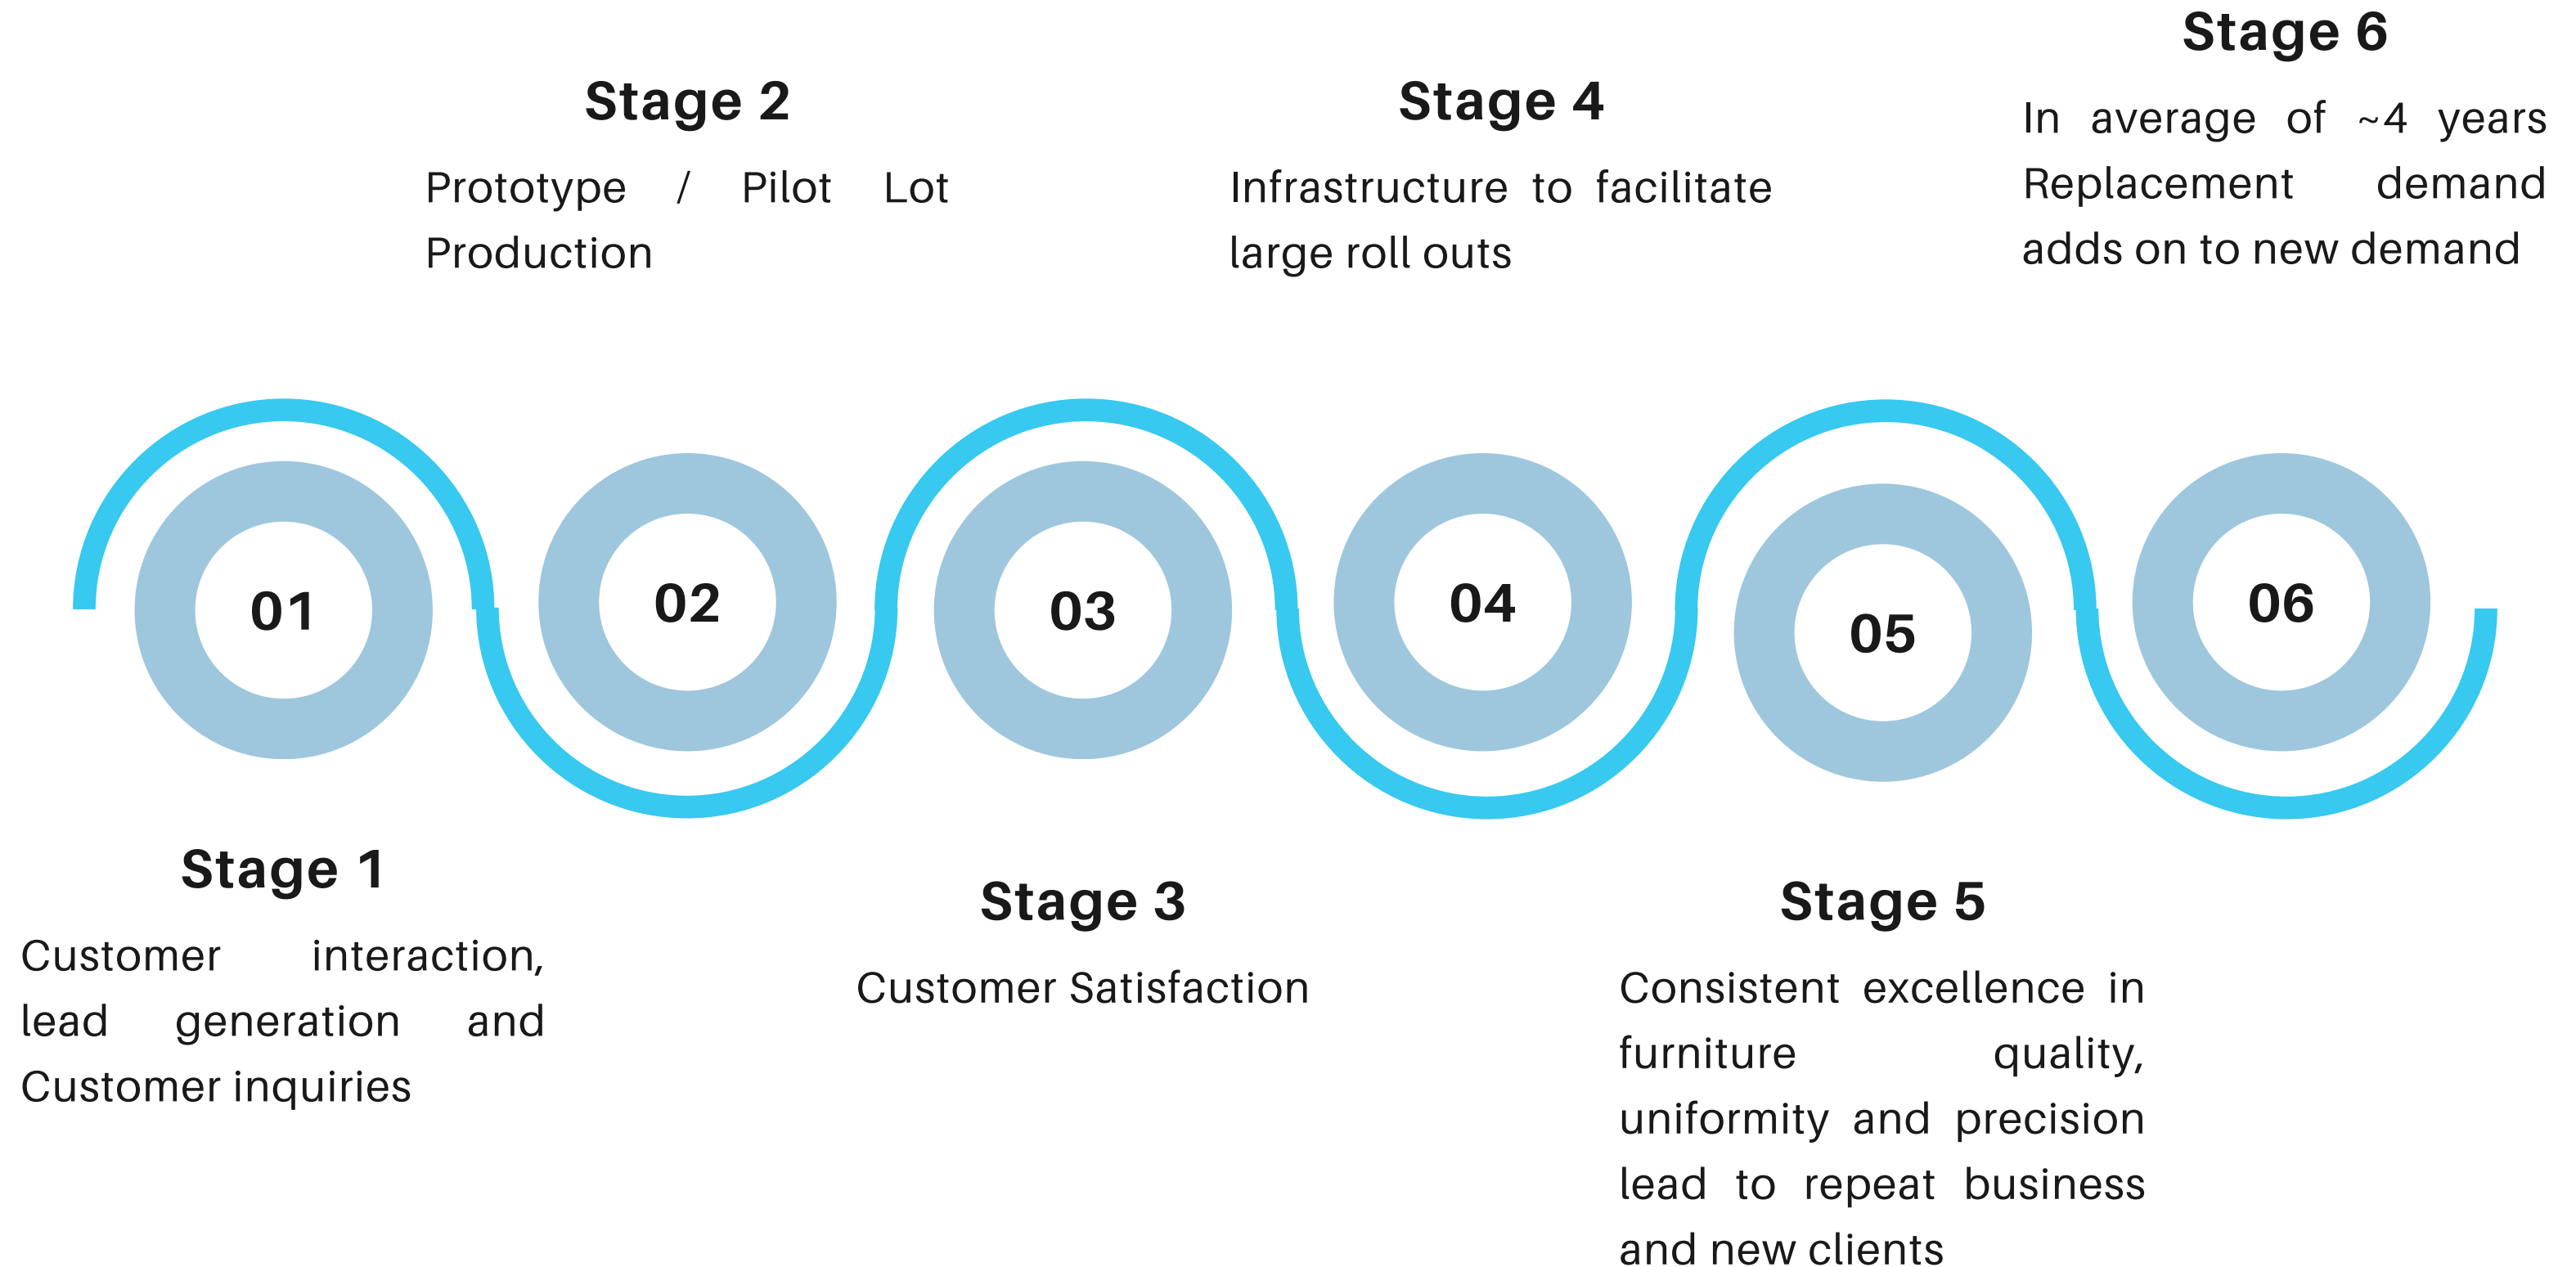 Stage 1
Customer interaction,
lead generation and
Customer inquiries
01
Stage 2
Prototype / Pilot Lot
Production
02
Stage 3
Customer Satisfaction
03
Stage 4
Infrastructure to facilitate
large roll outs
04
Stage 5
Consistent excellence in
furniture quality,
uniformity and precision
lead to repeat business
and new clients
05
Stage 6
In average of ~4 years
Replacement demand
adds on to new demand
06